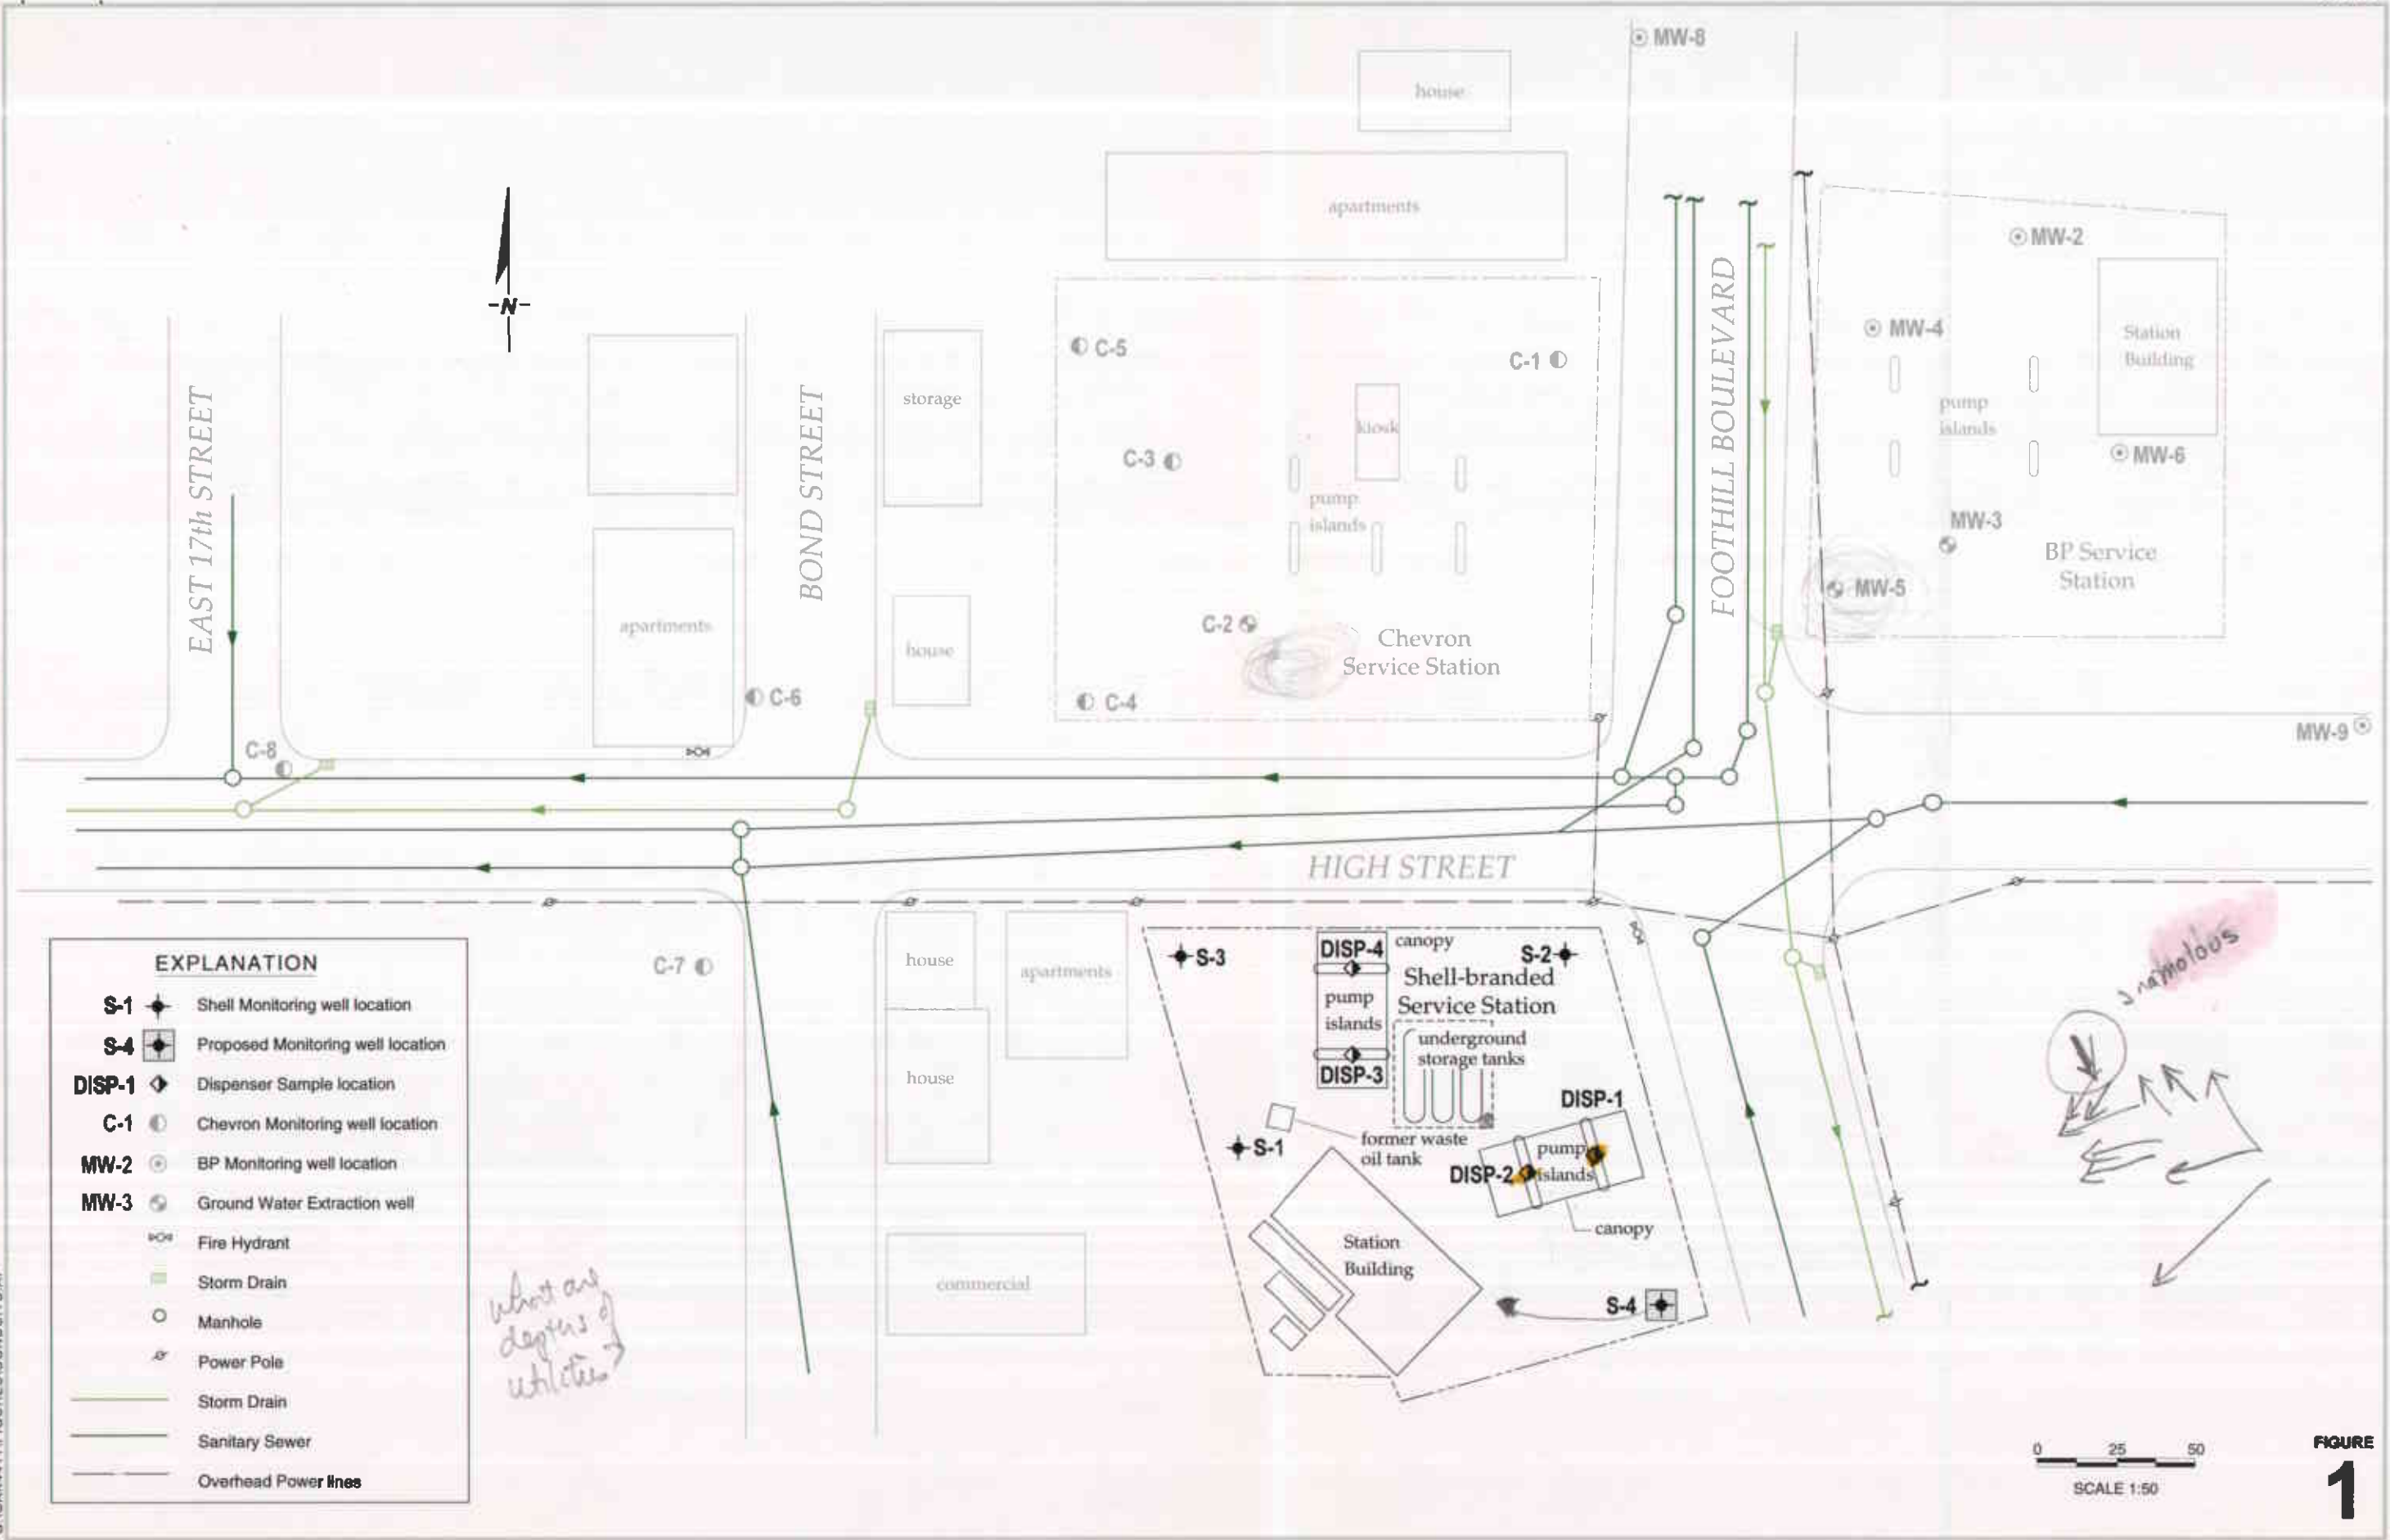 MW-8
house
apartments
MW-2
MW-4
Station
Building
C-5
C-1
EAST 17th STREET
BOND STREET
FOOTHILL BOULEVARD
-N-
storage
kiosk
pump
islands
C-3
MW-6
pump
islands
MW-3
BP Service
Station
MW-5
C-2
Chevron
Service Station
apartments
house
C-6
C-4
C-8
MW-9
HIGH STREET
EXPLANATION
S-1 Shell Monitoring well location
S-4 Proposed Monitoring well location
DISP-1 Dispenser Sample location
C-1 Chevron Monitoring well location
MW-2 BP Monitoring well location
MW-3 Ground Water Extraction well
Fire Hydrant
Storm Drain
Manhole
Power Pole
Storm Drain
Sanitary Sewer
Overhead Power lines
C-7
house
apartments
house
commercial
what are
depths of
utilities
S-3
DISP-4
canopy
S-2
Shell-branded
Service Station
pump
islands
underground
storage tanks
DISP-3
DISP-1
S-1
former waste
oil tank
pump
islands
DISP-2
canopy
Station
Building
S-4
0 25 50
SCALE 1:50
FIGURE
1